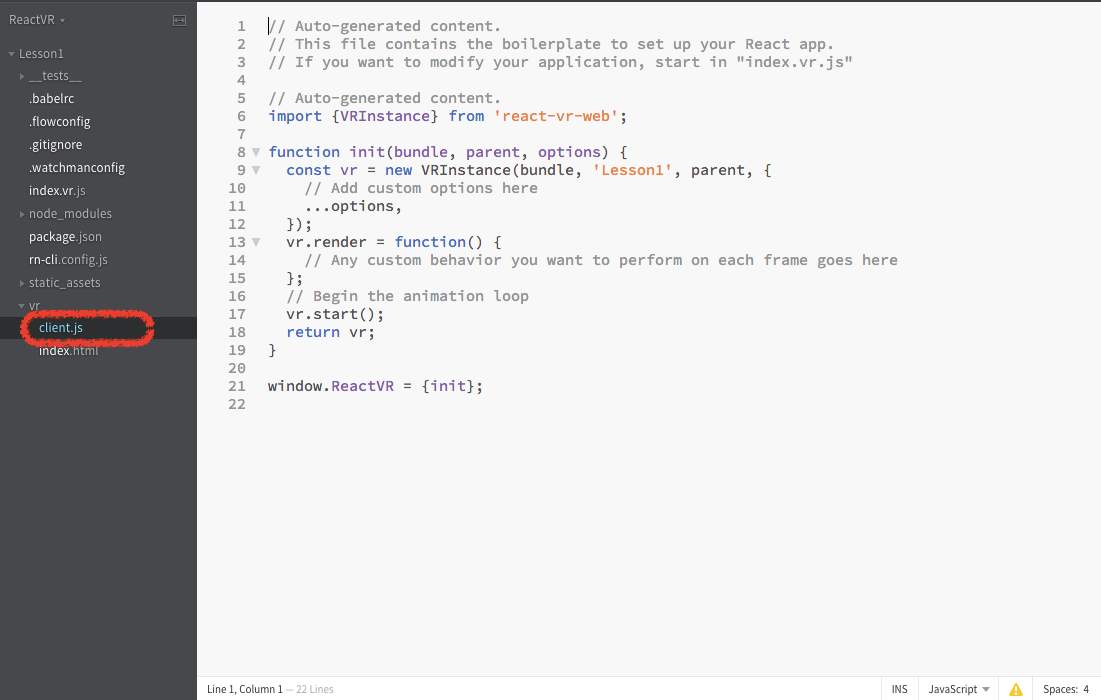 ReactVR
Lesson1
__tests__
.babelrc
.flowconfig
.gitignore
.watchmanconfig
index.vr.js
node_modules
package.json
rn-cli.config.js
static_assets
vr
client.js
index.html
1 // Auto-generated content.
2 // This file contains the boilerplate to set up your React app.
3 // If you want to modify your application, start in "index.vr.js"
4
5 // Auto-generated content.
6 import {VRInstance} from 'react-vr-web';
7
8 function init(bundle, parent, options) {
9   const vr = new VRInstance(bundle, 'Lesson1', parent, {
10     // Add custom options here
11     ...options,
12   });
13   vr.render = function() {
14     // Any custom behavior you want to perform on each frame goes here
15   };
16   // Begin the animation loop
17   vr.start();
18   return vr;
19 }
20
21 window.ReactVR = {init};
22
Line 1, Column 1 — 22 Lines INS JavaScript Spaces: 4